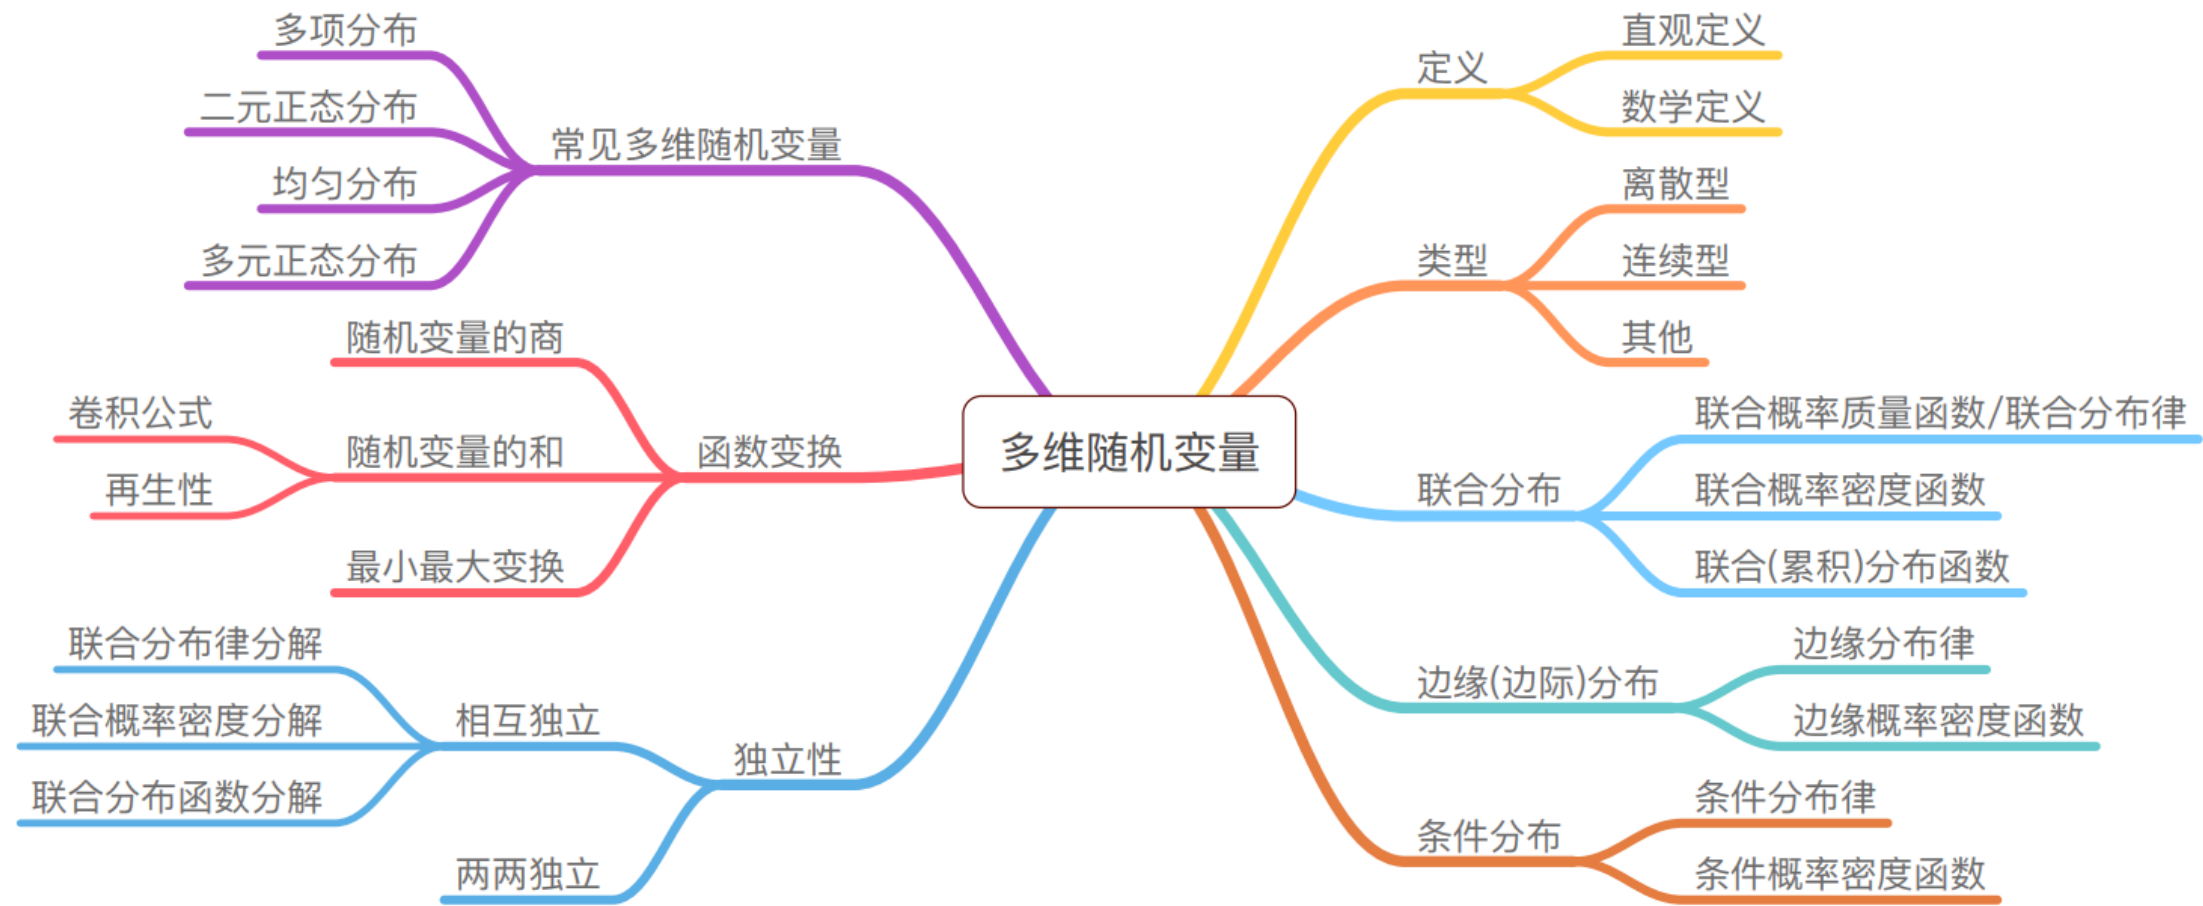 多维随机变量
定义
直观定义
数学定义
类型
离散型
连续型
其他
联合分布
联合概率质量函数/联合分布律
联合概率密度函数
联合(累积)分布函数
边缘(边际)分布
边缘分布律
边缘概率密度函数
条件分布
条件分布律
条件概率密度函数
常见多维随机变量
多项分布
二元正态分布
均匀分布
多元正态分布
函数变换
随机变量的商
随机变量的和
卷积公式
再生性
最小最大变换
独立性
相互独立
联合分布律分解
联合概率密度分解
联合分布函数分解
两两独立